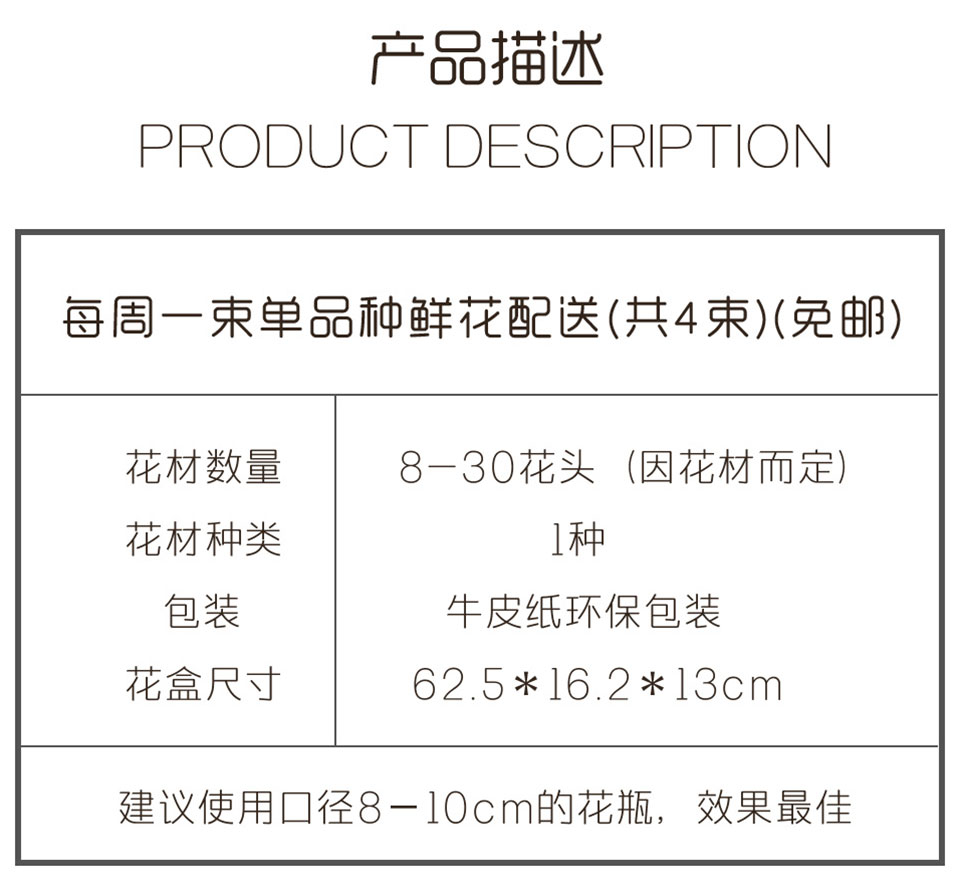 产品描述
PRODUCT DESCRIPTION
每周一束单品种鲜花配送(共4束)(免邮)
花材数量 8-30花头 (因花材而定)
花材种类 1种
包装 牛皮纸环保包装
花盒尺寸 62.5*16.2*13cm
建议使用口径8-10cm的花瓶，效果最佳